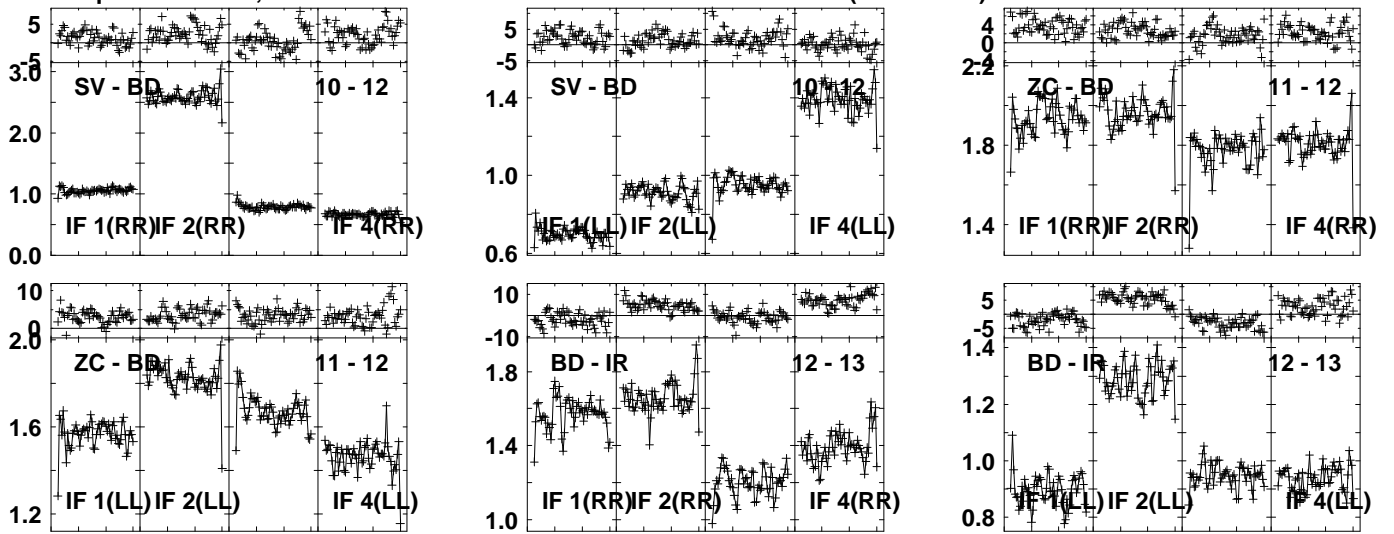 5
-5
3.0
2.0
1.0
0.0
SV - BD
10 - 12
IF 1(RR)
IF 2(RR)
IF 4(RR)
5
-5
1.4
1.0
0.6
SV - BD
10 - 12
IF 1(LL)
IF 2(LL)
IF 4(LL)
4
0
-4
2.2
1.8
1.4
ZC - BD
11 - 12
IF 1(RR)
IF 2(RR)
IF 4(RR)
10
0
2.0
1.6
1.2
ZC - BD
11 - 12
IF 1(LL)
IF 2(LL)
IF 4(LL)
10
-10
1.8
1.4
1.0
BD - IR
12 - 13
IF 1(RR)
IF 2(RR)
IF 4(RR)
5
-5
1.4
1.2
1.0
0.8
BD - IR
12 - 13
IF 1(LL)
IF 2(LL)
IF 4(LL)